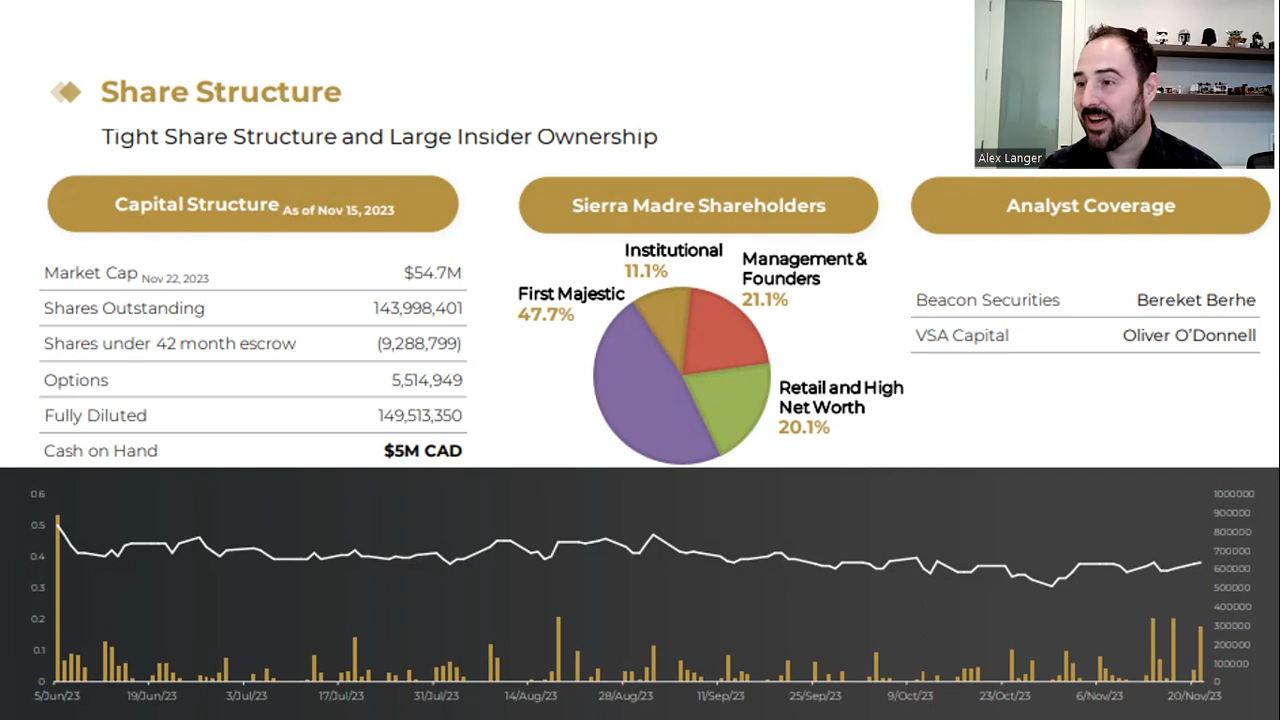 Alex Langer
Share Structure
Tight Share Structure and Large Insider Ownership
Capital Structure As of Nov 15, 2023
Market Cap Nov 22, 2023 $54.7M
Shares Outstanding 143,998,401
Shares under 42 month escrow (9,288,799)
Options 5,514,949
Fully Diluted 149,513,350
Cash on Hand $5M CAD
Sierra Madre Shareholders
Institutional
11.1%
Management &
Founders
21.1%
First Majestic
47.7%
Retail and High
Net Worth
20.1%
Analyst Coverage
Beacon Securities Bereket Berhe
VSA Capital Oliver O’Donnell
0.6
0.5
0.4
0.3
0.2
0.1
0
1000000
900000
800000
700000
600000
500000
400000
300000
200000
100000
0
5/Jun/23 19/Jun/23 3/Jul/23 17/Jul/23 31/Jul/23 14/Aug/23 28/Aug/23 11/Sep/23 25/Sep/23 9/Oct/23 23/Oct/23 6/Nov/23 20/Nov/23